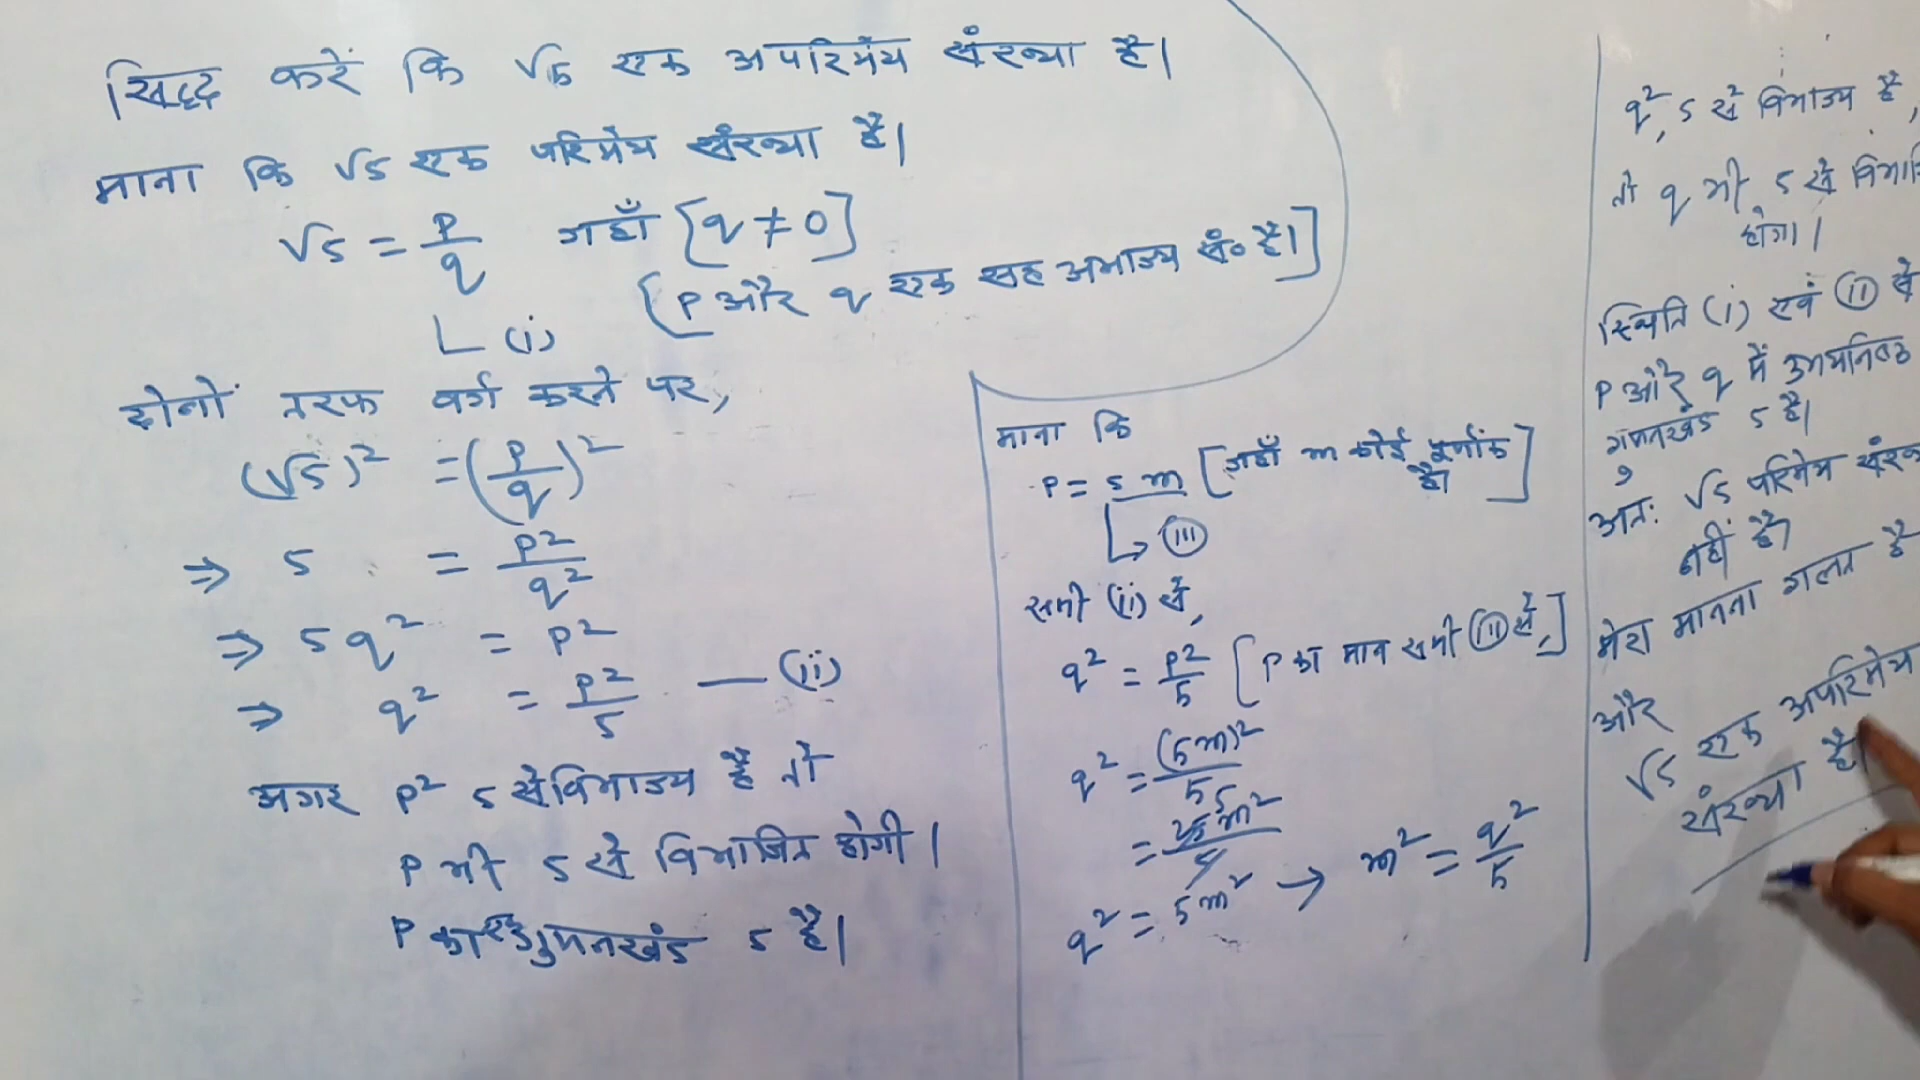 सिद्ध करें कि √5 एक अपरिमेय संख्या है।
माना कि √5 एक परिमेय संख्या है।
√5 = p/q जहाँ [q ≠ 0]
[P और q एक सह अभाज्य सं० है।]
(i)
दोनों तरफ वर्ग करने पर,
(√5)² = (p/q)²
⇒ 5 = p²/q²
⇒ 5q² = p²
⇒ q² = p²/5 — (ii)
अगर p² 5 से विभाज्य है तो
P भी 5 से विभाजित होगी।
P का एक गुणनखंड 5 है।
माना कि
P = 5m [जहाँ m कोई पूर्णांक है।]
→ (iii)
समी (ii) से,
q² = p²/5 [P का मान समी (iii) से,]
q² = (5m)²/5
= 25m²/5
q² = 5m² → m² = q²/5
q², 5 से विभाज्य है,
तो q भी 5 से
होगा।
स्थिति (i) एवं (ii) से
P और q में उभयनिष्ठ
गुणनखंड 5 है।
अतः √5 परिमेय
नहीं है।
मेरा मानना गलत है
और
√5 एक अपरिमेय
संख्या है।